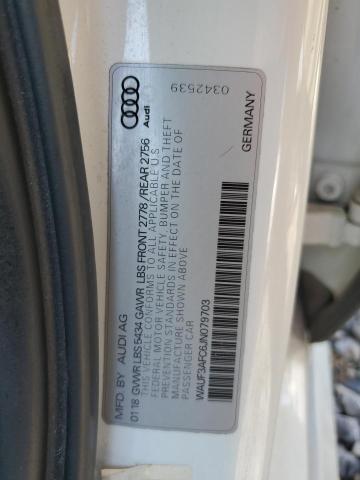 MFD. BY AUDI AG
01 18 GVWR LBS 5434 GAWR LBS FRONT 2778 / REAR 2756
THIS VEHICLE CONFORMS TO ALL APPLICABLE U.S
FEDERAL MOTOR VEHICLE SAFETY, BUMPER AND THEFT
STANDARDS IN EFFECT ON THE DATE OF
MANUFACTURE SHOWN ABOVE
PASSENGER CAR
WAUF3AFC6JN079703
Audi
0342539
GERMANY